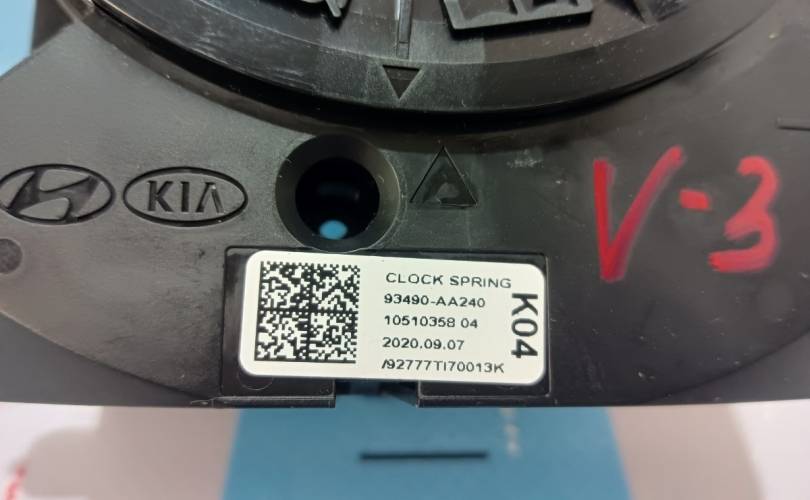 KIA
V-3
CLOCK SPRING
93490-AA240
10510358 04
2020.09.07
/92777TI70013K
K04